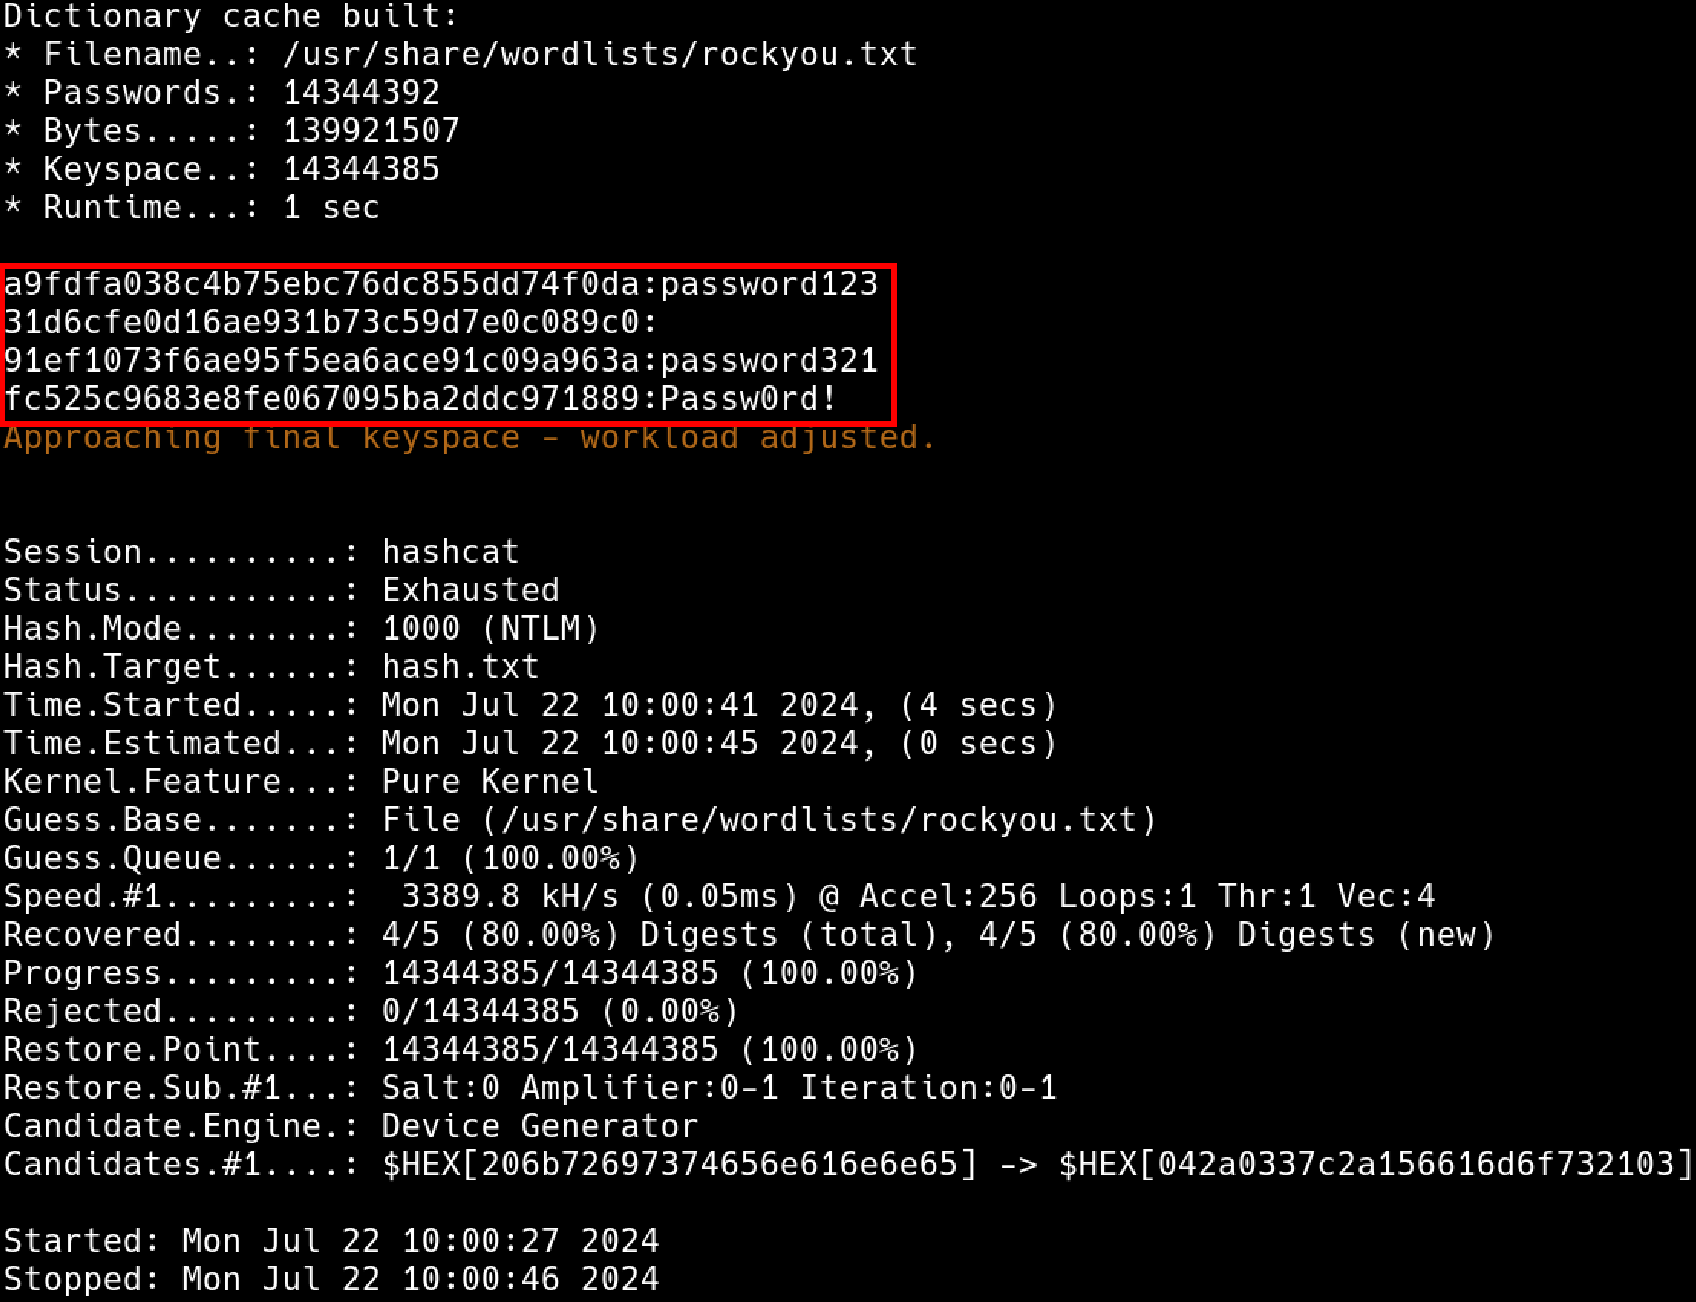 Dictionary cache built:
* Filename..: /usr/share/wordlists/rockyou.txt
* Passwords.: 14344392
* Bytes.....: 139921507
* Keyspace..: 14344385
* Runtime...: 1 sec
a9fdfa038c4b75ebc76dc855dd74f0da:password123
31d6cfe0d16ae931b73c59d7e0c089c0:
91ef1073f6ae95f5ea6ace91c09a963a:password321
fc525c9683e8fe067095ba2ddc971889:Passw0rd!
Approaching final keyspace - workload adjusted.
Session..........: hashcat
Status...........: Exhausted
Hash.Mode........: 1000 (NTLM)
Hash.Target......: hash.txt
Time.Started.....: Mon Jul 22 10:00:41 2024, (4 secs)
Time.Estimated...: Mon Jul 22 10:00:45 2024, (0 secs)
Kernel.Feature...: Pure Kernel
Guess.Base.......: File (/usr/share/wordlists/rockyou.txt)
Guess.Queue......: 1/1 (100.00%)
Speed.#1.........:  3389.8 kH/s (0.05ms) @ Accel:256 Loops:1 Thr:1 Vec:4
Recovered........: 4/5 (80.00%) Digests (total), 4/5 (80.00%) Digests (new)
Progress.........: 14344385/14344385 (100.00%)
Rejected.........: 0/14344385 (0.00%)
Restore.Point....: 14344385/14344385 (100.00%)
Restore.Sub.#1...: Salt:0 Amplifier:0-1 Iteration:0-1
Candidate.Engine.: Device Generator
Candidates.#1....: $HEX[206b72697374656e616e6e65] -> $HEX[042a0337c2a156616d6f732103]
Started: Mon Jul 22 10:00:27 2024
Stopped: Mon Jul 22 10:00:46 2024